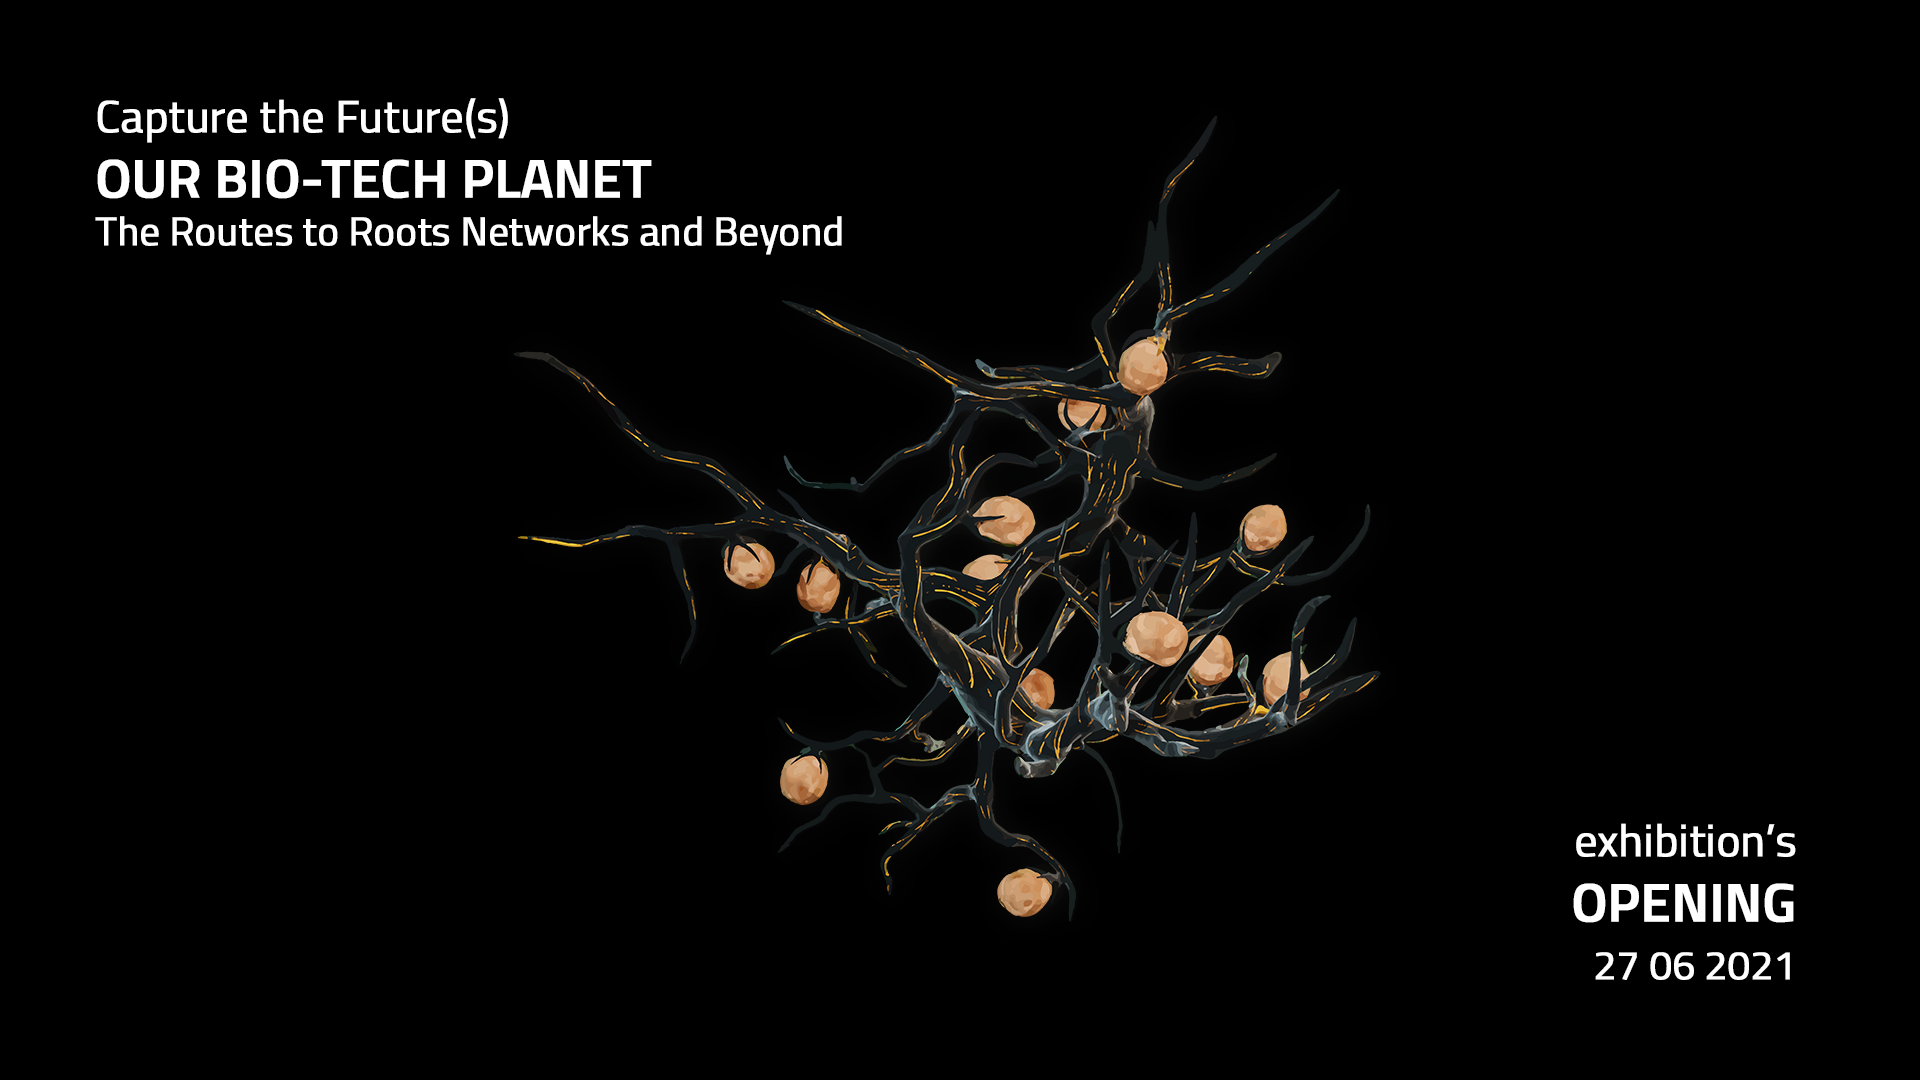 Capture the Future(s)
OUR BIO-TECH PLANET
The Routes to Roots Networks and Beyond
exhibition’s
OPENING
27 06 2021